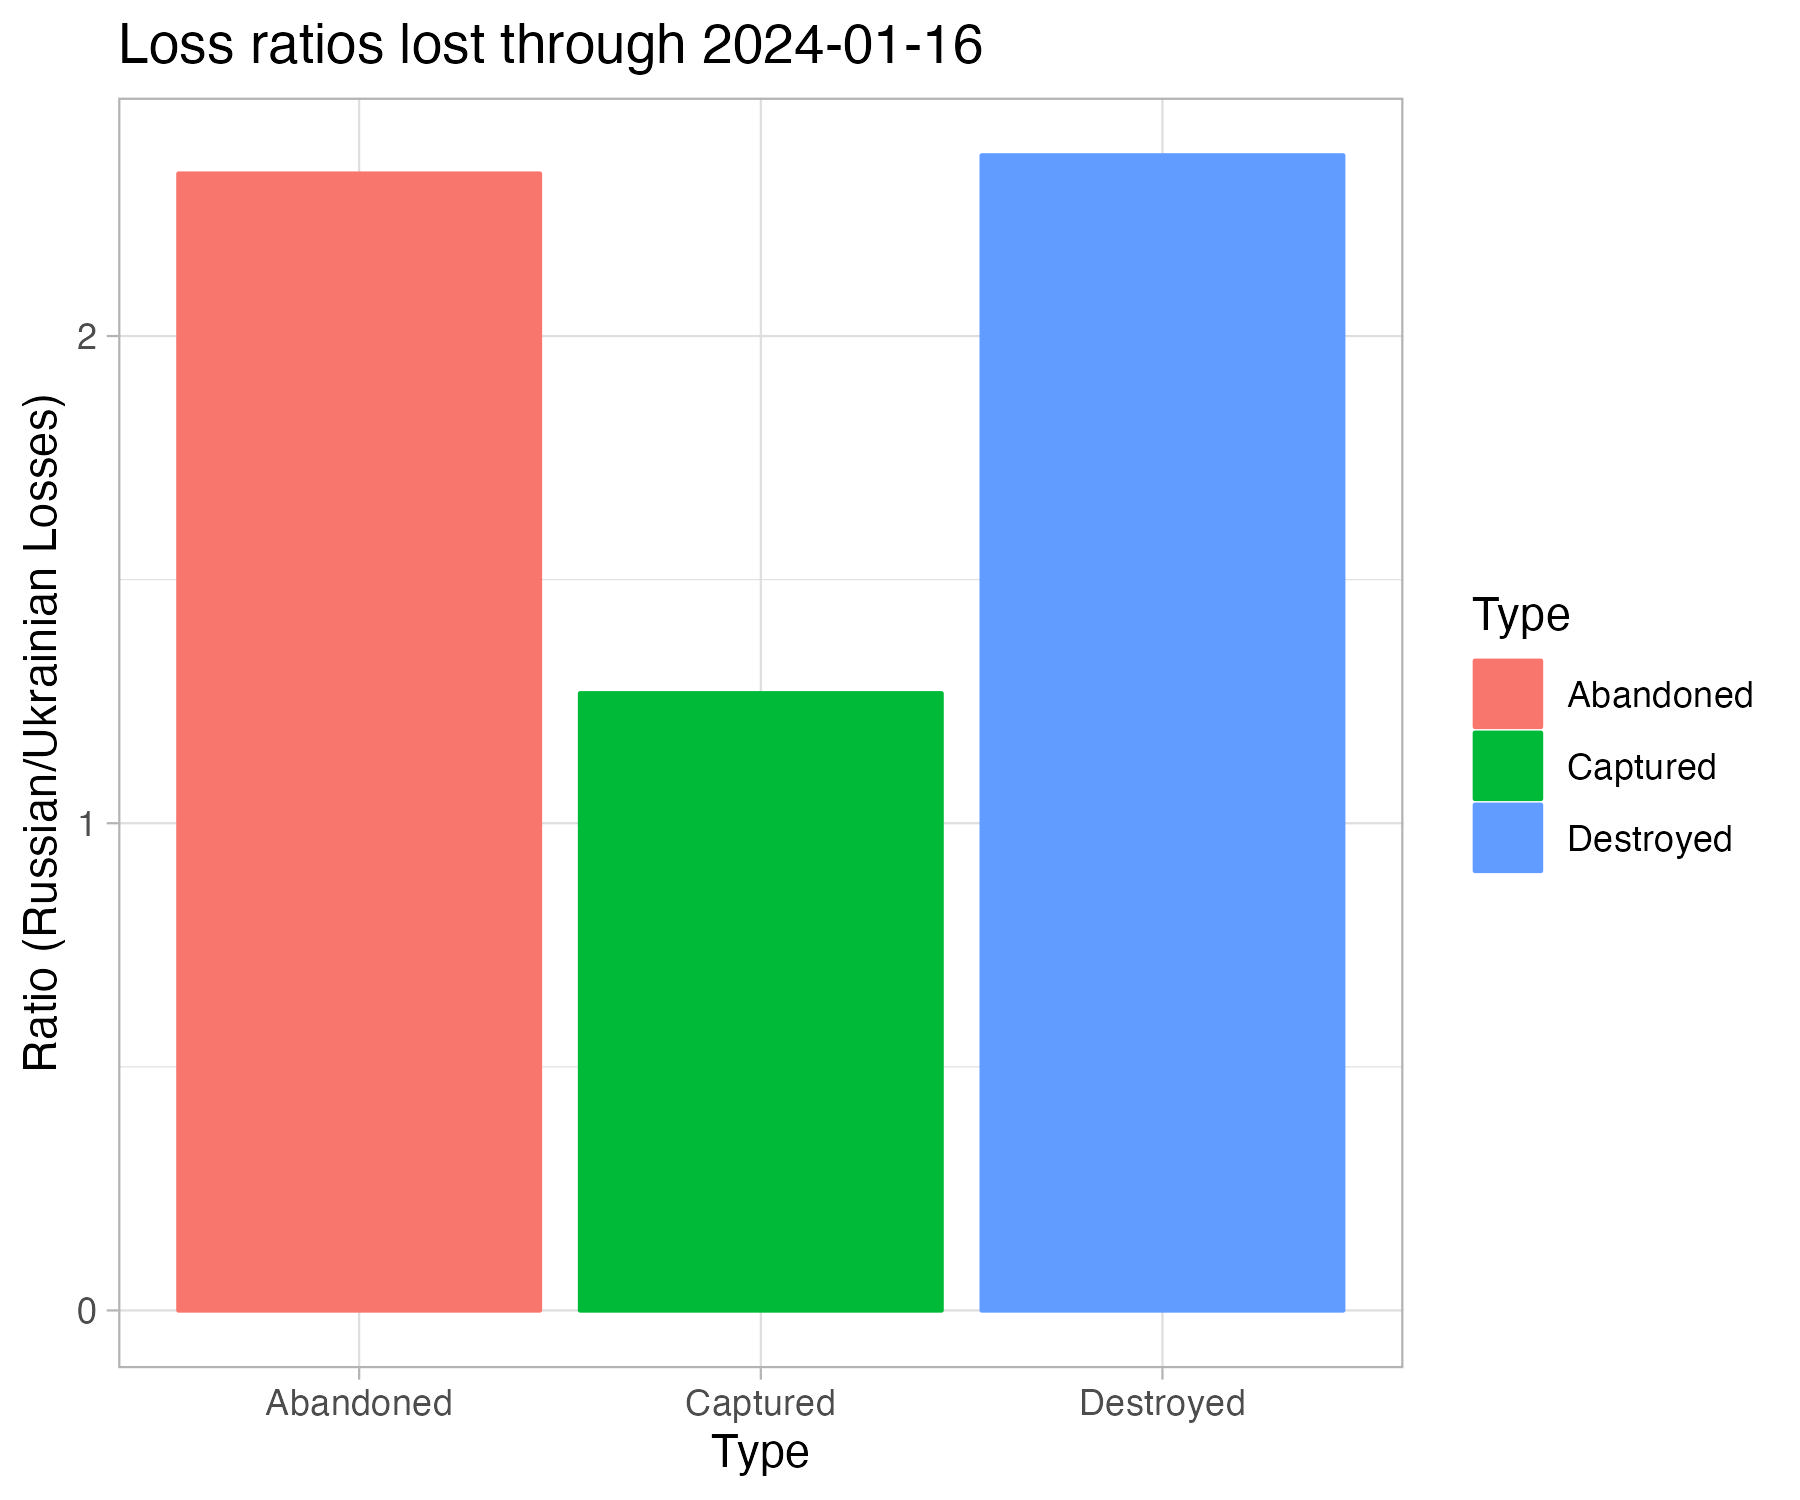 Loss ratios lost through 2024-01-16
Ratio (Russian/Ukrainian Losses)
2
1
0
Abandoned
Captured
Destroyed
Type
Type
Abandoned
Captured
Destroyed